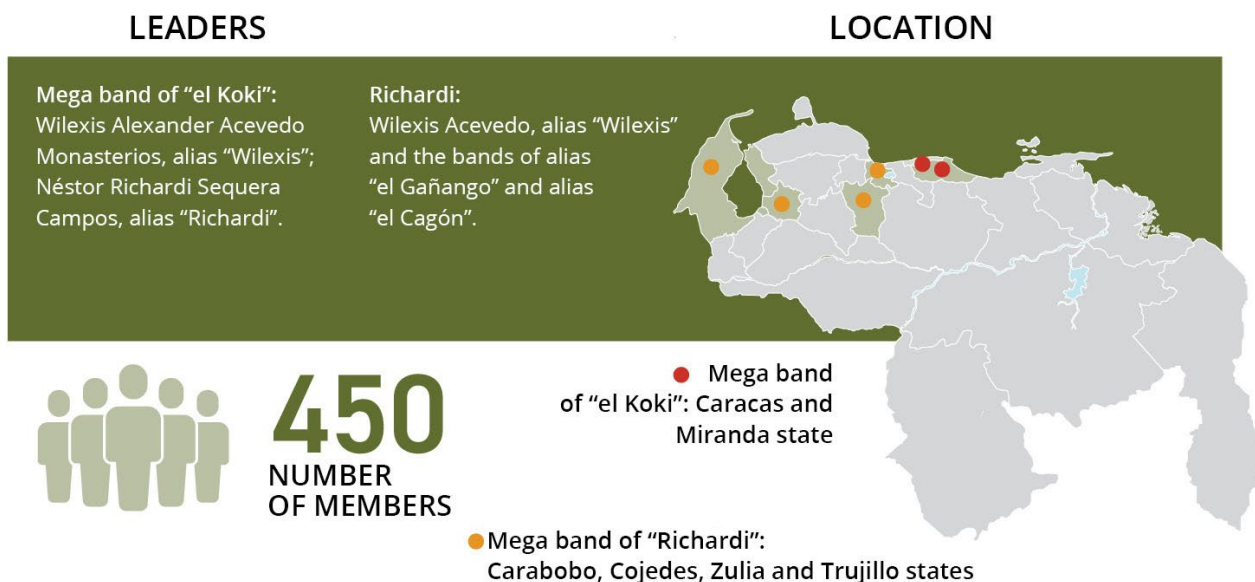 LEADERS
Mega band of “el Koki”:
Wilexis Alexander Acevedo
Monasterios, alias “Wilexis”;
Néstor Richardi Sequera
Campos, alias “Richardi”.
Richardi:
Wilexis Acevedo, alias “Wilexis”
and the bands of alias
“el Gañango” and alias
“el Cagón”.
LOCATION
450
NUMBER
OF MEMBERS
Mega band
of “el Koki”: Caracas and
Miranda state
Mega band of “Richardi”:
Carabobo, Cojedes, Zulia and Trujillo states